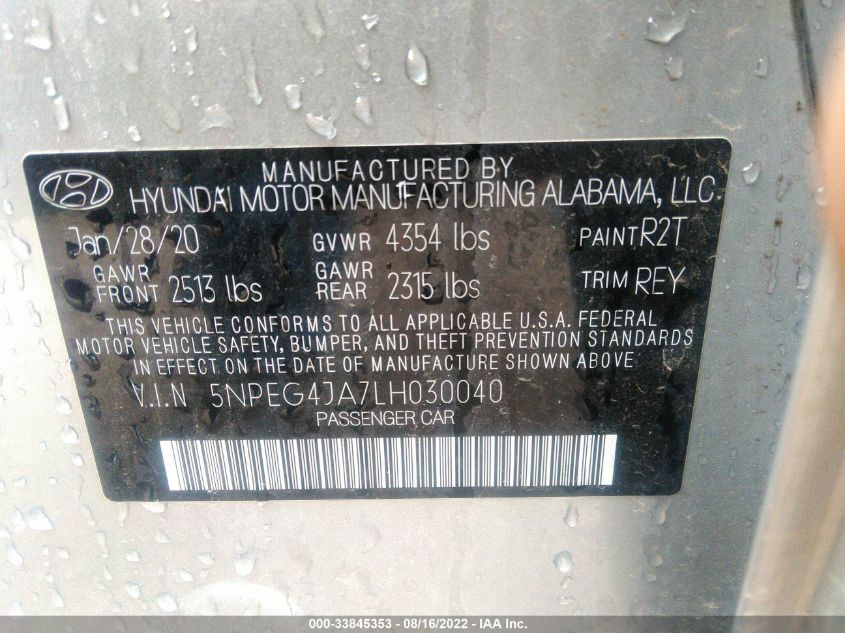 MANUFACTURED BY
HYUNDAI MOTOR MANUFACTURING ALABAMA, LLC
Jan/28/20 GVWR 4354 lbs PAINT R2T
GAWR FRONT 2513 lbs GAWR REAR 2315 lbs TRIM REY
THIS VEHICLE CONFORMS TO ALL APPLICABLE U.S.A. FEDERAL
MOTOR VEHICLE SAFETY, BUMPER, AND THEFT PREVENTION STANDARDS
IN EFFECT ON THE DATE OF MANUFACTURE SHOWN ABOVE
V.I.N 5NPEG4JA7LH030040
PASSENGER CAR
000-33845353 - 08/16/2022 - IAA Inc.